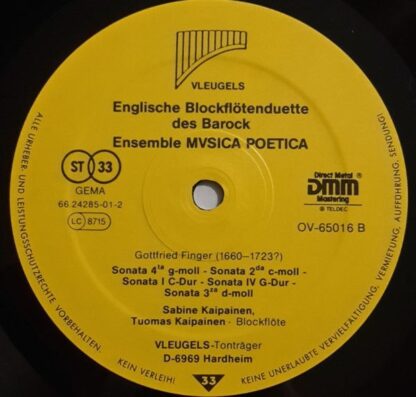 VLEUGELS
Englische Blockflötenduette
des Barock
Ensemble MVSICA POETICA
ST 33
GEMA
66 24285-01-2
LC 8715
Direct Metal
DMM®
Mastering
® TELDEC
OV-65016 B
Gottfried Finger (1660–1723?)
Sonata 4ta g-moll - Sonata 2da c-moll -
Sonata I C-Dur - Sonata IV G-Dur -
Sonata 3za d-moll
Sabine Kaipainen,
Tuomas Kaipainen · Blockflöte
VLEUGELS-Tonträger
D-6969 Hardheim
33
ALLE URHEBER- UND LEISTUNGSSCHUTZRECHTE VORBEHALTEN.
KEIN VERLEIH!
KEINE UNERLAUBTE VERVIELFÄLTIGUNG, VERMIETUNG, AUFFÜHRUNG, SENDUNG!